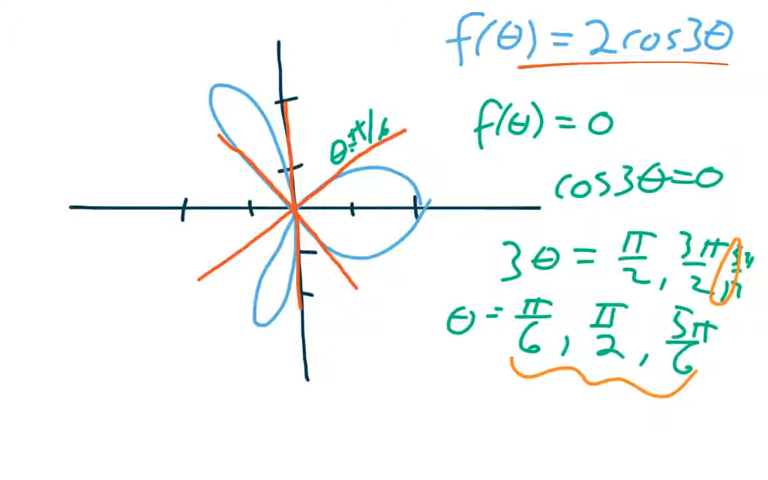 f(θ) = 2cos3θ
f(θ) = 0
θ=π/6
cos3θ=0
3θ = π/2, 3π/2,
θ = π/6, π/2, 5π/6